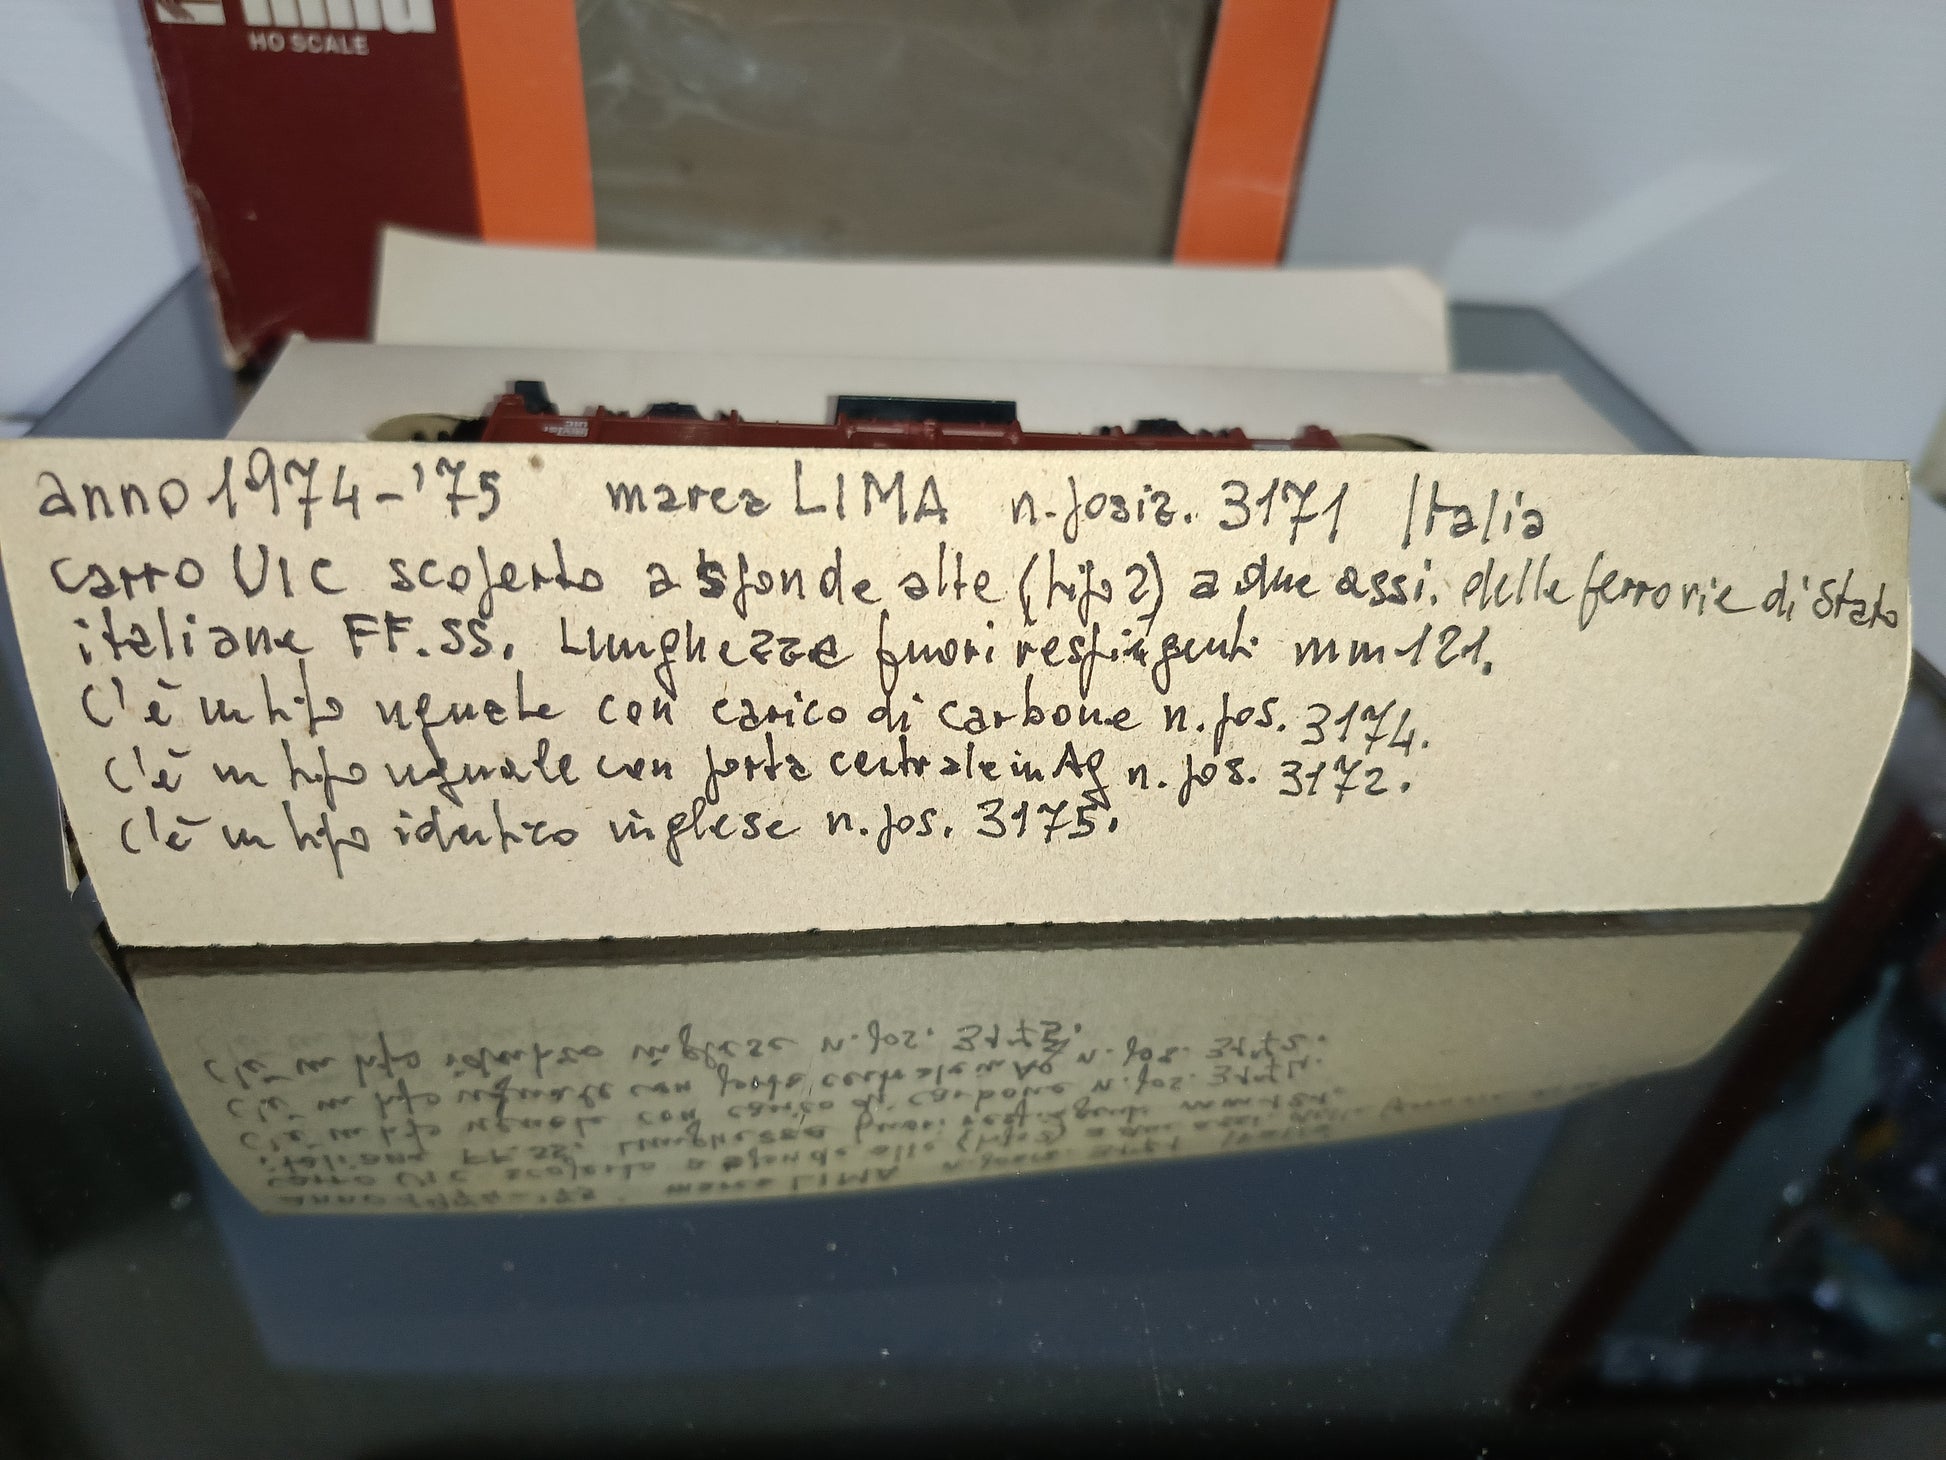 lima
HO SCALE
anno 1974-'75 marca LIMA n. posiz. 3171 Italia
carro UIC scoperto a sponde alte (tipo 2) a due assi. delle ferrovie di Stato
italiane FF.SS. Lunghezza fuori respingenti mm 121.
C'è un tipo uguale con carico di carbone n. pos. 3174.
C'è un tipo uguale con porta centrale in Ag n. pos. 3172.
C'è un tipo identico inglese n. pos. 3175.